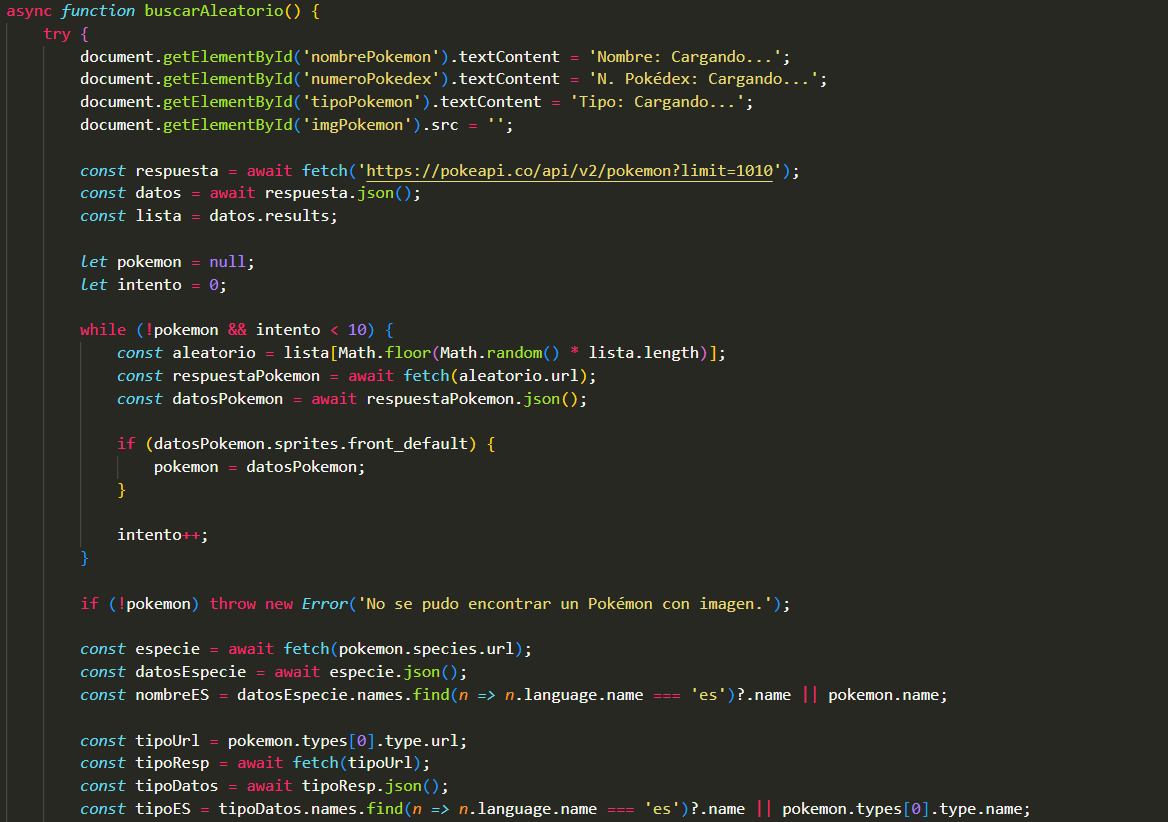 async function buscarAleatorio() {
    try {
        document.getElementById('nombrePokemon').textContent = 'Nombre: Cargando...';
        document.getElementById('numeroPokedex').textContent = 'N. Pokédex: Cargando...';
        document.getElementById('tipoPokemon').textContent = 'Tipo: Cargando...';
        document.getElementById('imgPokemon').src = '';

        const respuesta = await fetch('https://pokeapi.co/api/v2/pokemon?limit=1010');
        const datos = await respuesta.json();
        const lista = datos.results;

        let pokemon = null;
        let intento = 0;

        while (!pokemon && intento < 10) {
            const aleatorio = lista[Math.floor(Math.random() * lista.length)];
            const respuestaPokemon = await fetch(aleatorio.url);
            const datosPokemon = await respuestaPokemon.json();

            if (datosPokemon.sprites.front_default) {
                pokemon = datosPokemon;
            }

            intento++;
        }

        if (!pokemon) throw new Error('No se pudo encontrar un Pokémon con imagen.');

        const especie = await fetch(pokemon.species.url);
        const datosEspecie = await especie.json();
        const nombreES = datosEspecie.names.find(n => n.language.name === 'es')?.name || pokemon.name;

        const tipoUrl = pokemon.types[0].type.url;
        const tipoResp = await fetch(tipoUrl);
        const tipoDatos = await tipoResp.json();
        const tipoES = tipoDatos.names.find(n => n.language.name === 'es')?.name || pokemon.types[0].type.name;